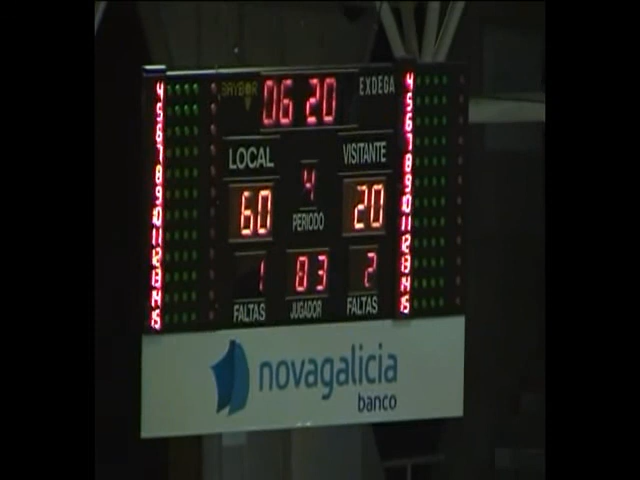 BAYBOR 06 20 EXDEGA
LOCAL VISITANTE
4
60 PERIODO 20
1 03 2
FALTAS JUGADOR FALTAS
4 4
5 5
6 6
7 7
8 8
9 9
10 10
11 11
12 12
13 13
14 14
15 15
novagalicia
banco